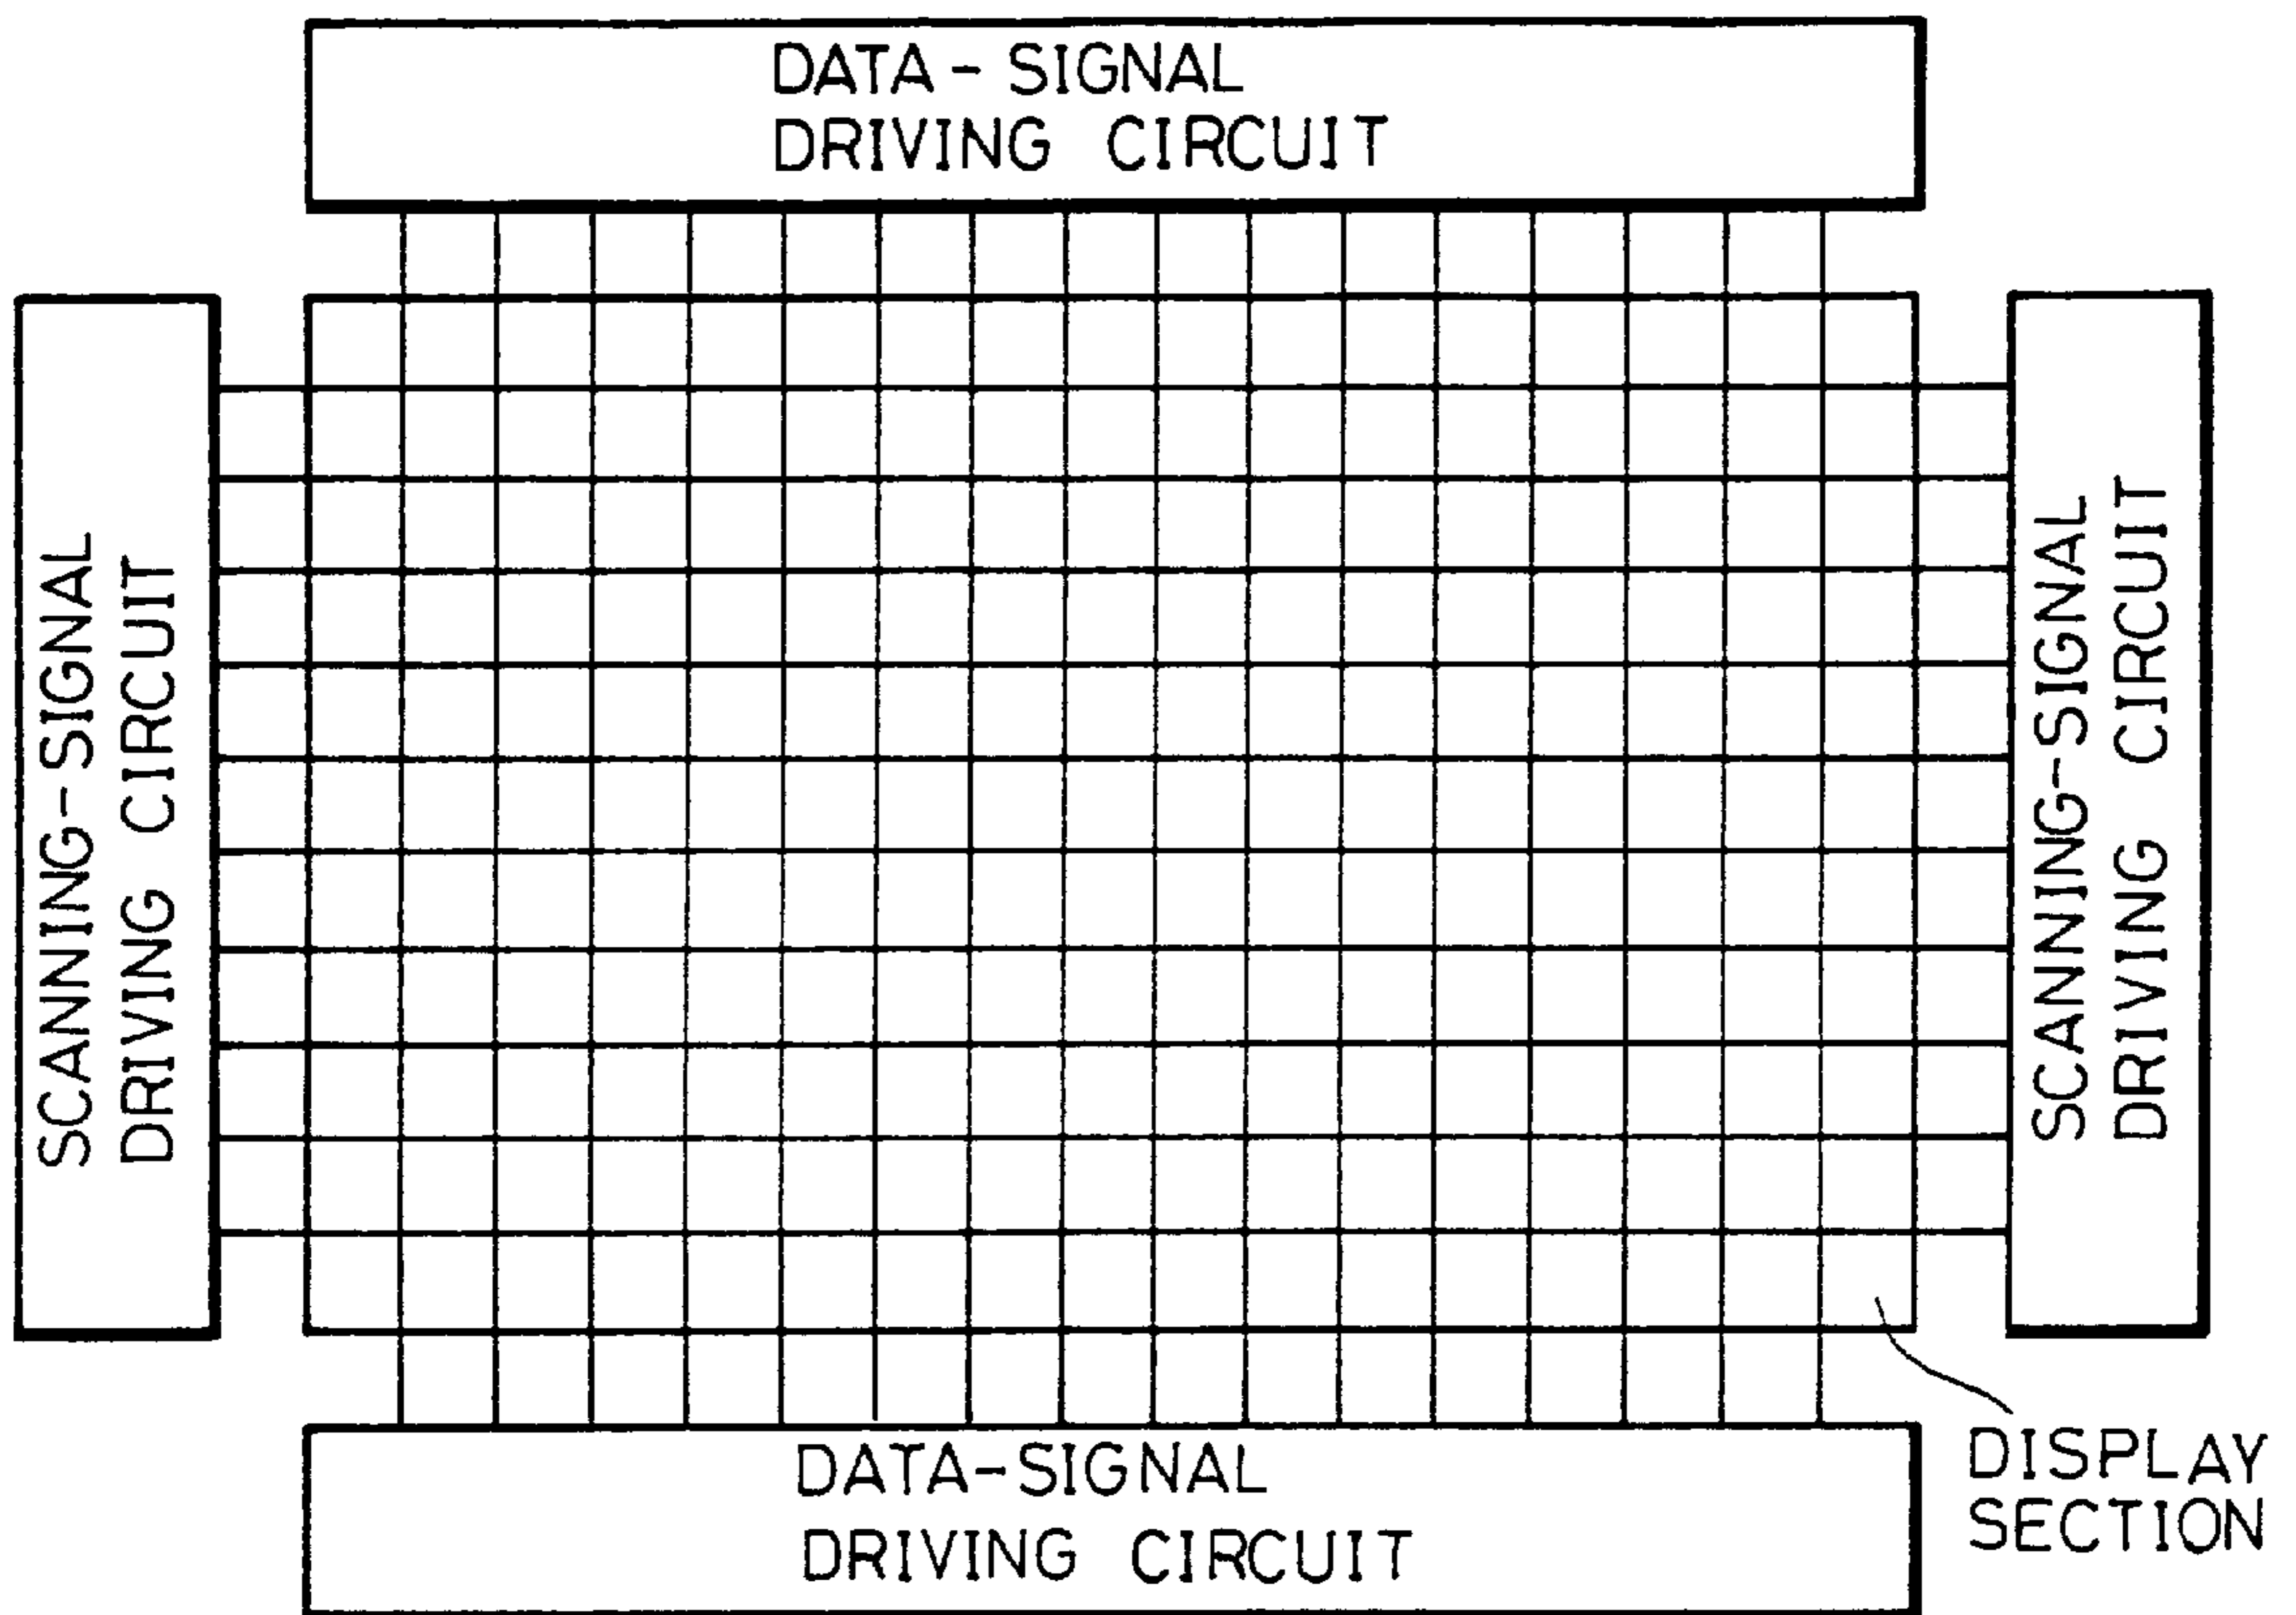 DATA - SIGNAL
DRIVING CIRCUIT
SCANNING-SIGNAL
DRIVING CIRCUIT
SCANNING-SIGNAL
DRIVING CIRCUIT
DATA-SIGNAL
DRIVING CIRCUIT
DISPLAY
SECTION